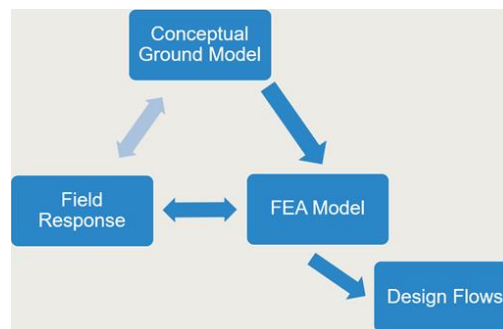 Conceptual
Ground Model
Field
Response
FEA Model
Design Flows